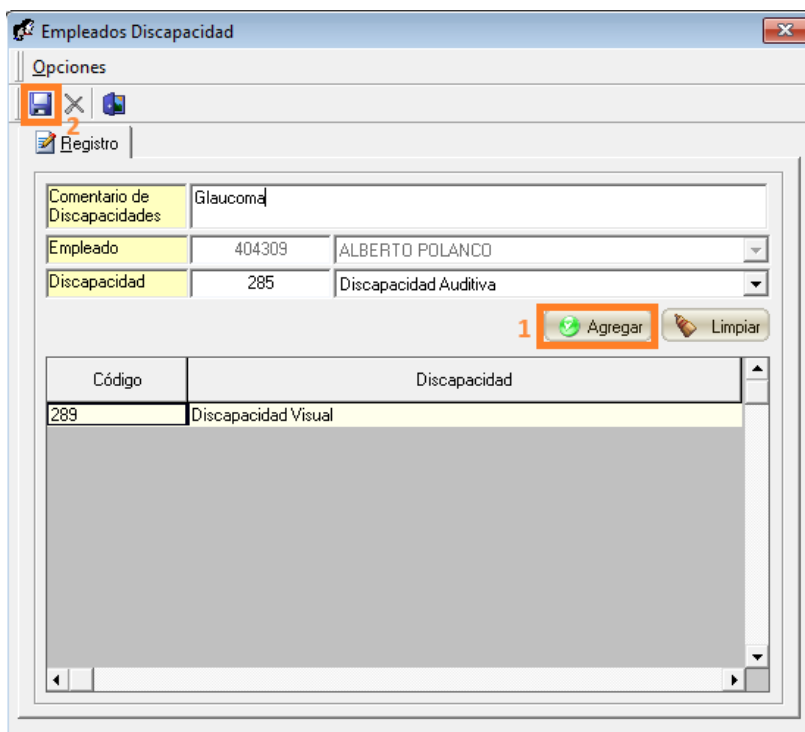 Empleados Discapacidad
Opciones
2
Registro
Comentario de
Discapacidades
Glaucoma
Empleado 404309 ALBERTO POLANCO
Discapacidad 285 Discapacidad Auditiva
1 Agregar Limpiar
Código Discapacidad
289 Discapacidad Visual